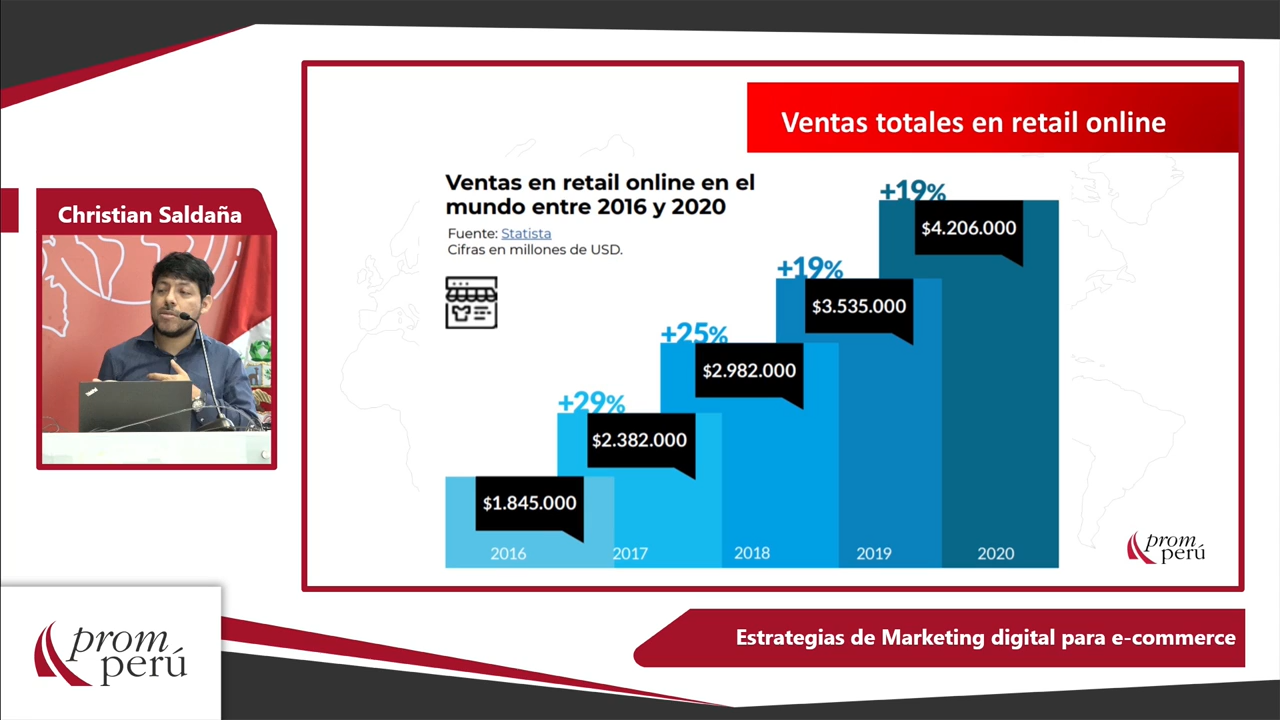 Ventas totales en retail online
Christian Saldaña
Ventas en retail online en el
mundo entre 2016 y 2020
Fuente: Statista
Cifras en millones de USD.
+19%
$4.206.000
+19%
$3.535.000
+25%
$2.982.000
+29%
$2.382.000
$1.845.000
2016
2017
2018
2019
2020
prom
perú
Estrategias de Marketing digital para e-commerce
prom
perú